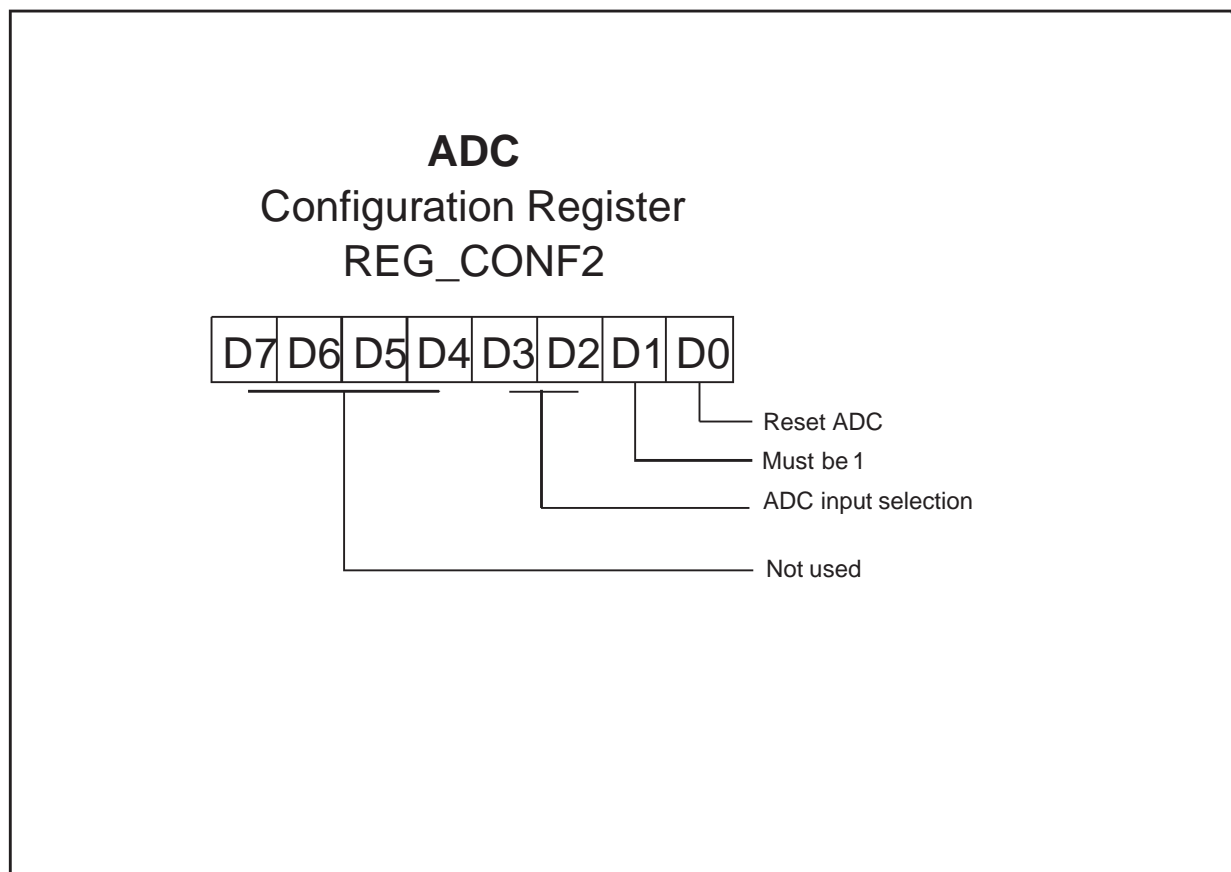 ADC
Configuration Register
REG_CONF2
D7 D6 D5 D4 D3 D2 D1 D0
Reset ADC
Must be 1
ADC input selection
Not used